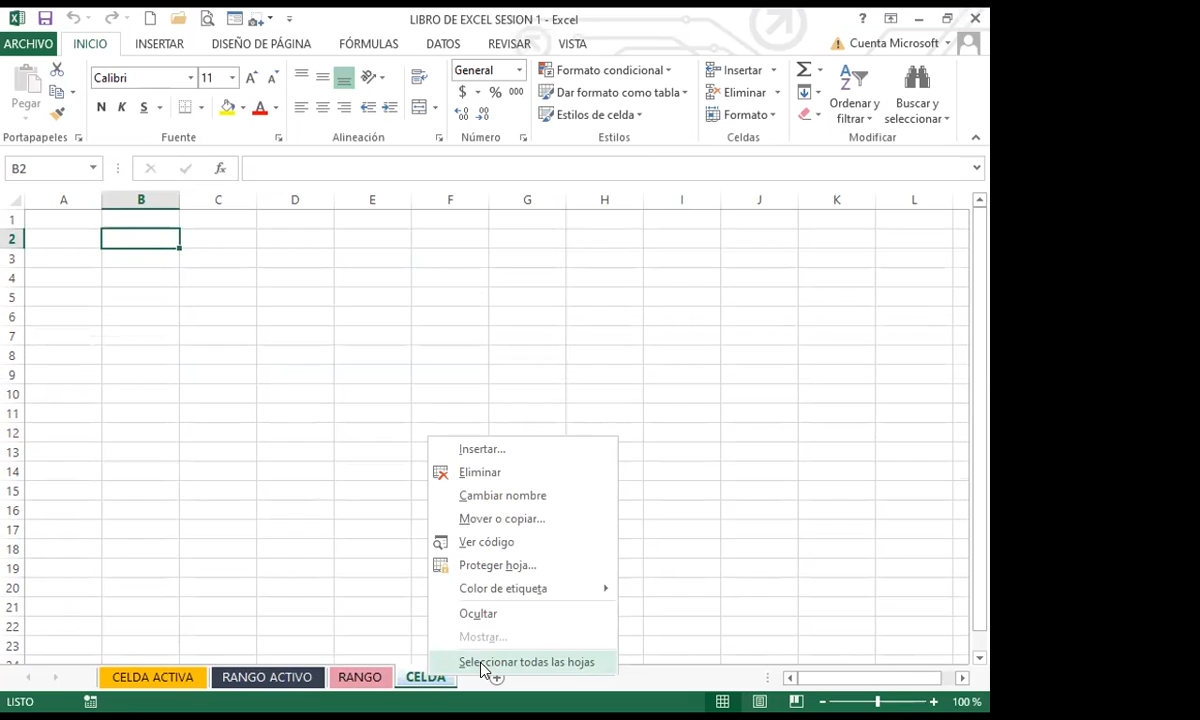 LIBRO DE EXCEL SESION 1 - Excel
?
ARCHIVO INICIO INSERTAR DISEÑO DE PÁGINA FÓRMULAS DATOS REVISAR VISTA Cuenta Microsoft
Pegar
Portapapeles
Calibri 11
N K S
Fuente
Alineación
General
$ % 000
Número
Formato condicional
Dar formato como tabla
Estilos de celda
Estilos
Insertar
Eliminar
Formato
Celdas
Ordenar y filtrar
Buscar y seleccionar
Modificar
B2 fx
A B C D E F G H I J K L
1
2
3
4
5
6
7
8
9
10
11
12
13
14
15
16
17
18
19
20
21
22
23
Insertar...
Eliminar
Cambiar nombre
Mover o copiar...
Ver código
Proteger hoja...
Color de etiqueta
Ocultar
Mostrar...
Seleccionar todas las hojas
CELDA ACTIVA RANGO ACTIVO RANGO CELDA
LISTO 100 %